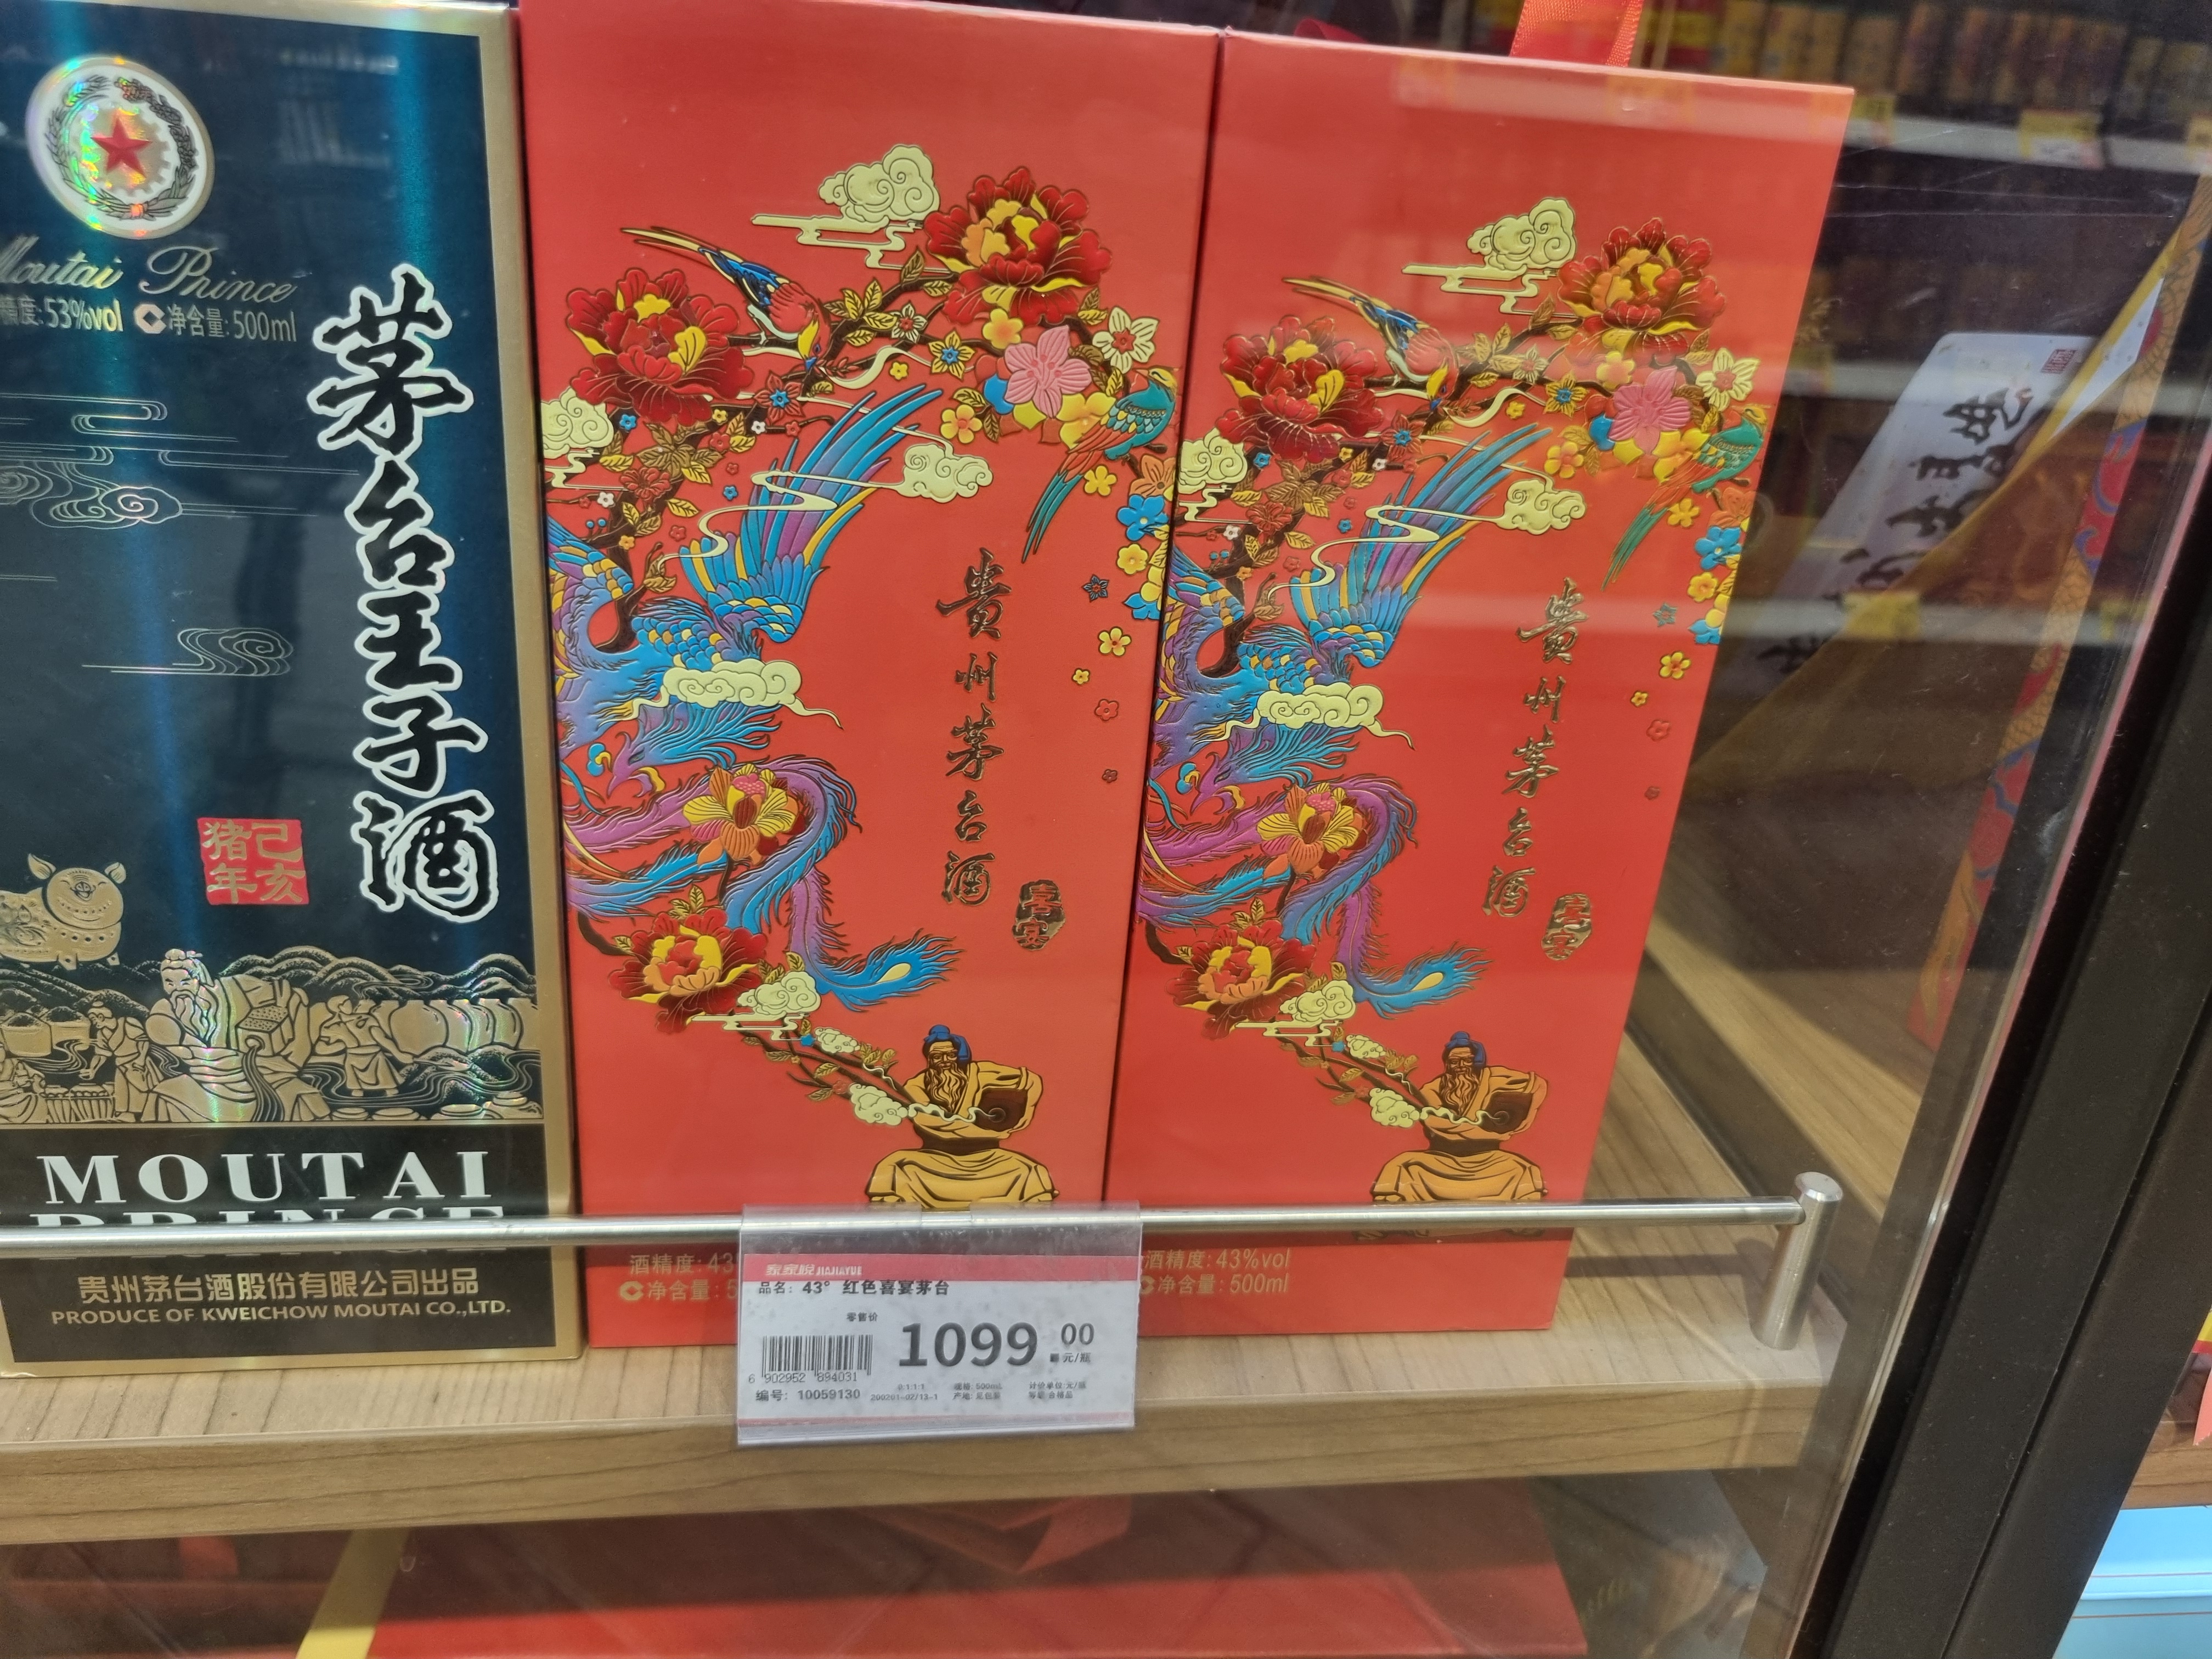 Moutai Prince
精度:53%vol 净含量:500ml
茅台王子酒
己亥
猪年
MOUTAI
PRINCE
贵州茅台酒股份有限公司出品
PRODUCE OF KWEICHOW MOUTAI CO.,LTD.
贵州茅台酒
喜宴
酒精度:43
净含量:5
贵州茅台酒
喜宴
酒精度:43%vol
净含量:500ml
家家悦 JIAJIAYUE
品名: 43° 红色喜宴茅台
零售价
1099 00
元/瓶
6 902952 894031
编号: 10059130